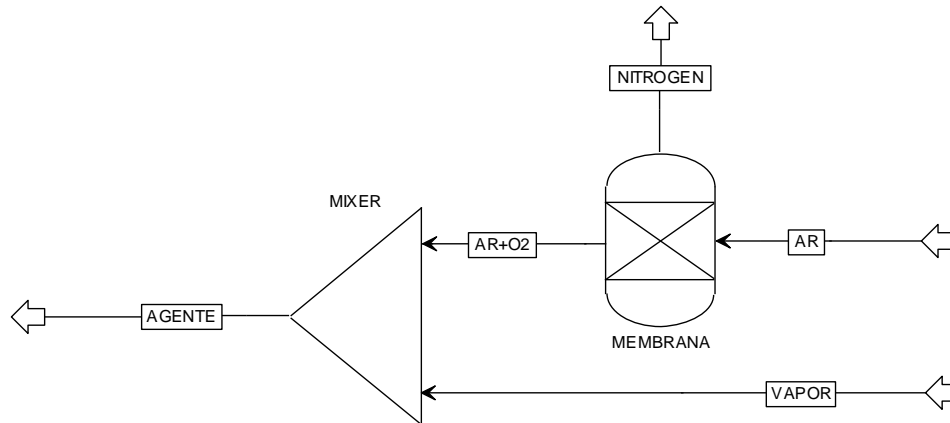 NITROGEN
MIXER
AR+O2
AR
AGENTE
MEMBRANA
VAPOR